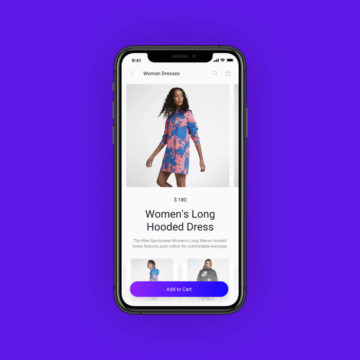 9:41
Woman Dresses
$ 180
Women's Long
Hooded Dress
The Nike Sportswear Women's Long Sleeve Hooded
Dress features pure cotton for comfortable everyday.
Add to Cart